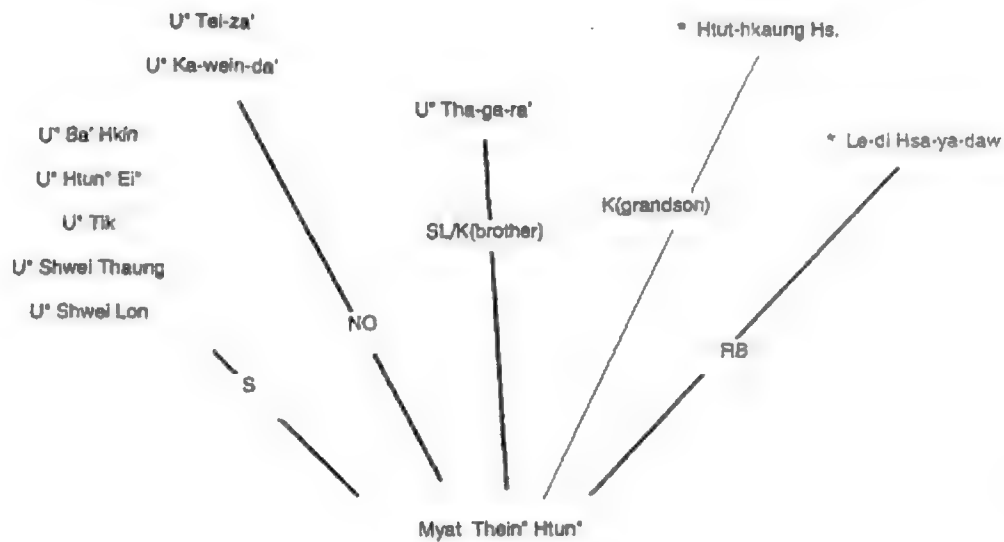 U° Tei-za'
* Htut-hkaung Hs.
U° Ka-wein-da'
U° Tha-ga-ra'
U° Ba' Hkin
* Le-di Hsa-ya-daw
U° Htun° Ei°
K(grandson)
U° Tik
SL/K(brother)
U° Shwei Thaung
U° Shwei Lon
NO
RB
S
Myat Thein° Htun°